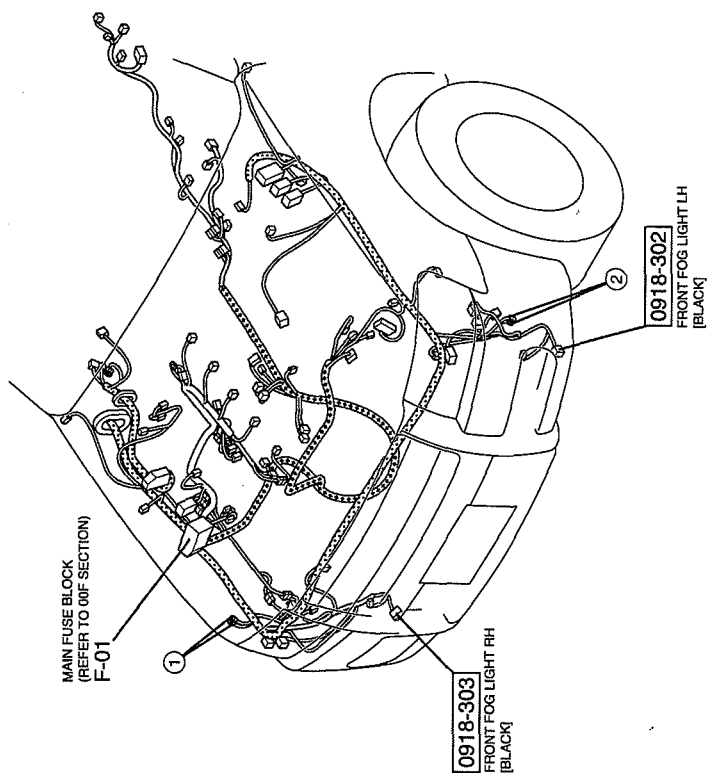 MAIN FUSE BLOCK
(REFER TO 00F SECTION)
F-01
1
0918-303
FRONT FOG LIGHT RH
[BLACK]
2
0918-302
FRONT FOG LIGHT LH
[BLACK]